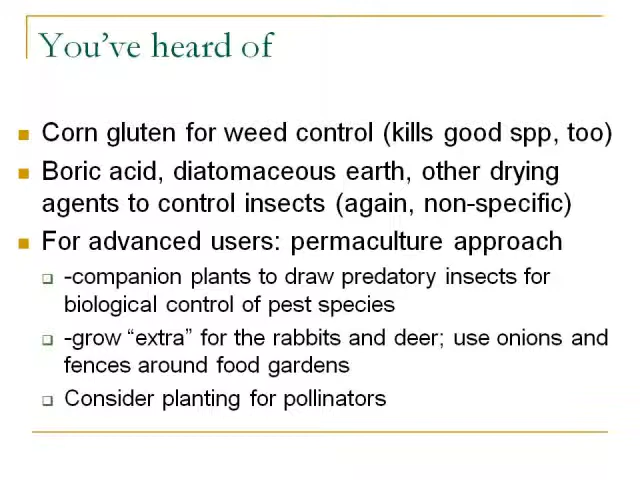 You’ve heard of
Corn gluten for weed control (kills good spp, too)
Boric acid, diatomaceous earth, other drying
agents to control insects (again, non-specific)
For advanced users: permaculture approach
-companion plants to draw predatory insects for
biological control of pest species
-grow “extra” for the rabbits and deer; use onions and
fences around food gardens
Consider planting for pollinators